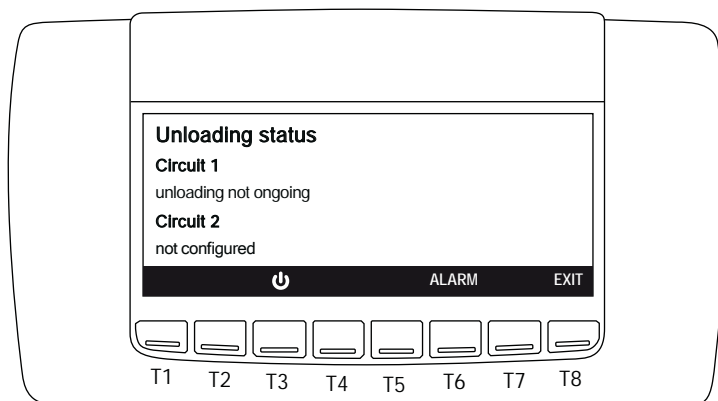 Unloading status
Circuit 1
unloading not ongoing
Circuit 2
not configured
ALARM EXIT
T1 T2 T3 T4 T5 T6 T7 T8